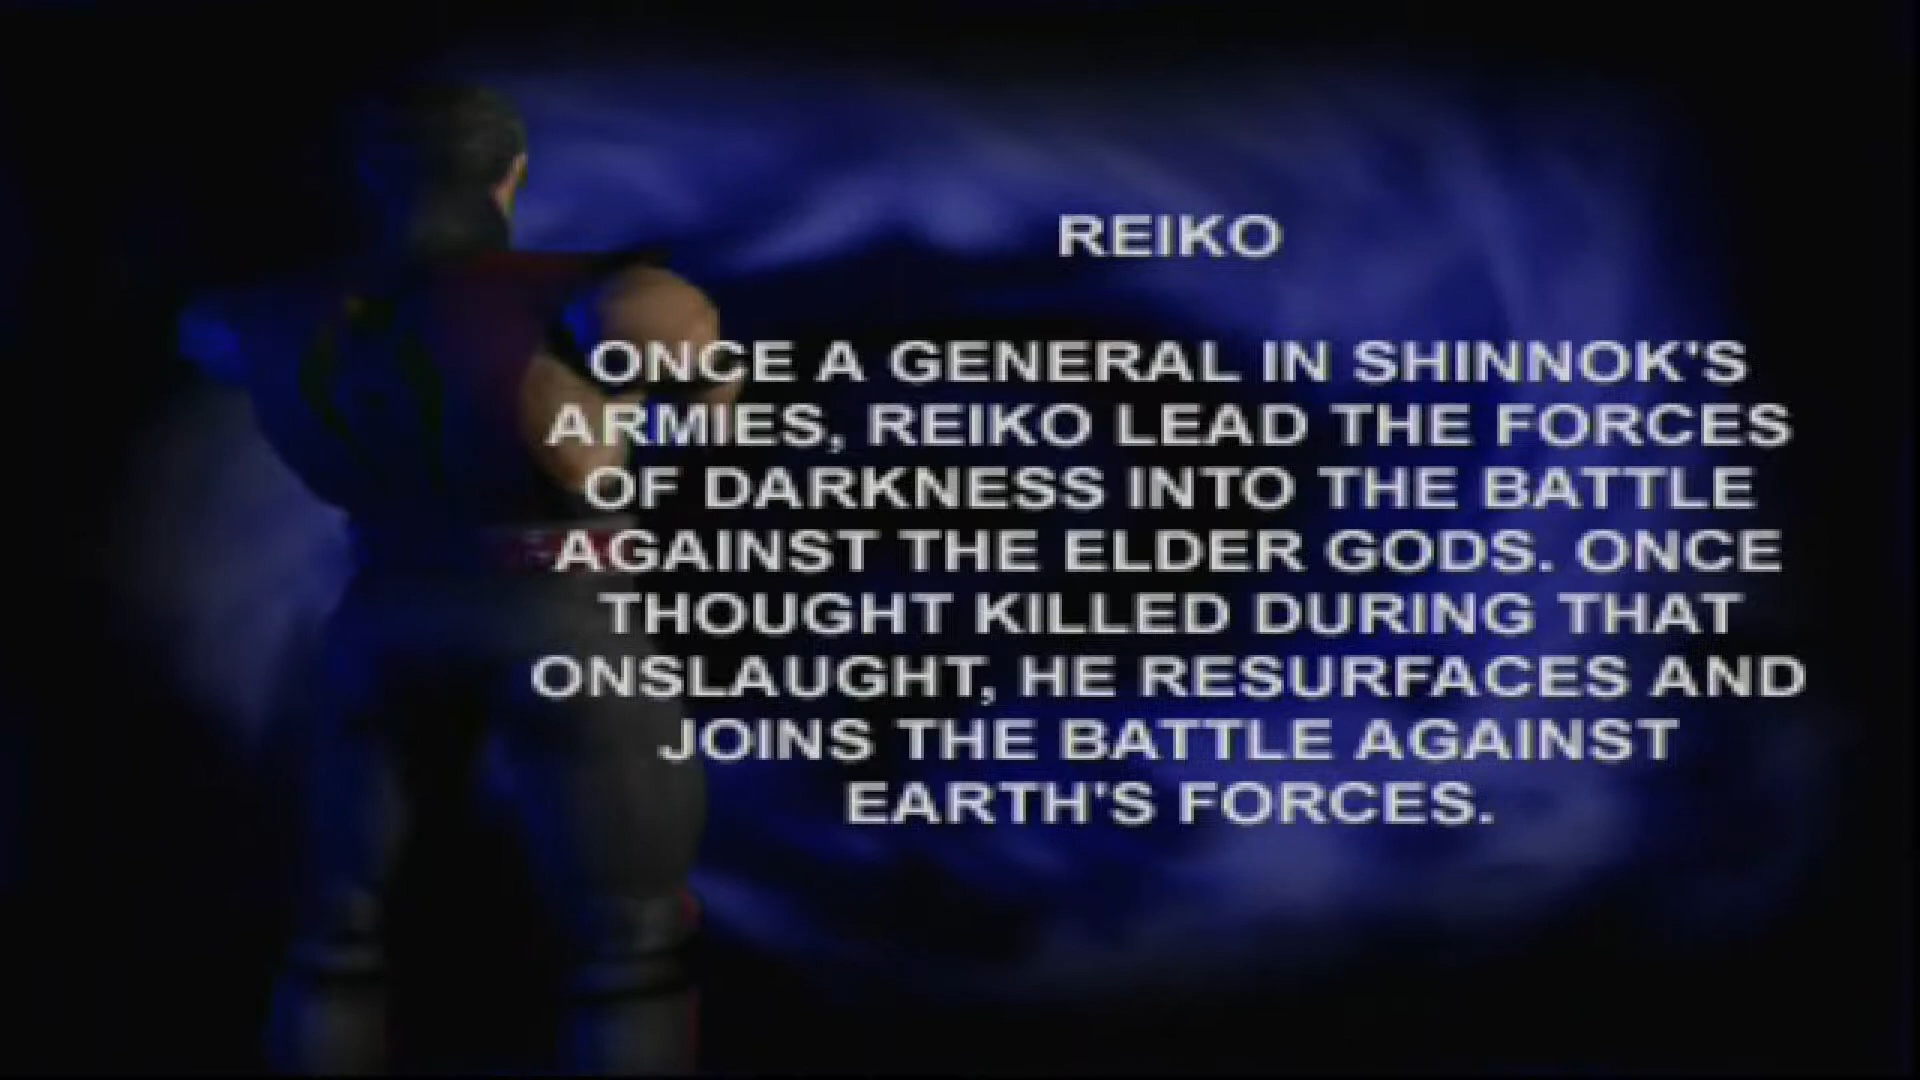 REIKO
ONCE A GENERAL IN SHINNOK'S
ARMIES, REIKO LEAD THE FORCES
OF DARKNESS INTO THE BATTLE
AGAINST THE ELDER GODS. ONCE
THOUGHT KILLED DURING THAT
ONSLAUGHT, HE RESURFACES AND
JOINS THE BATTLE AGAINST
EARTH'S FORCES.